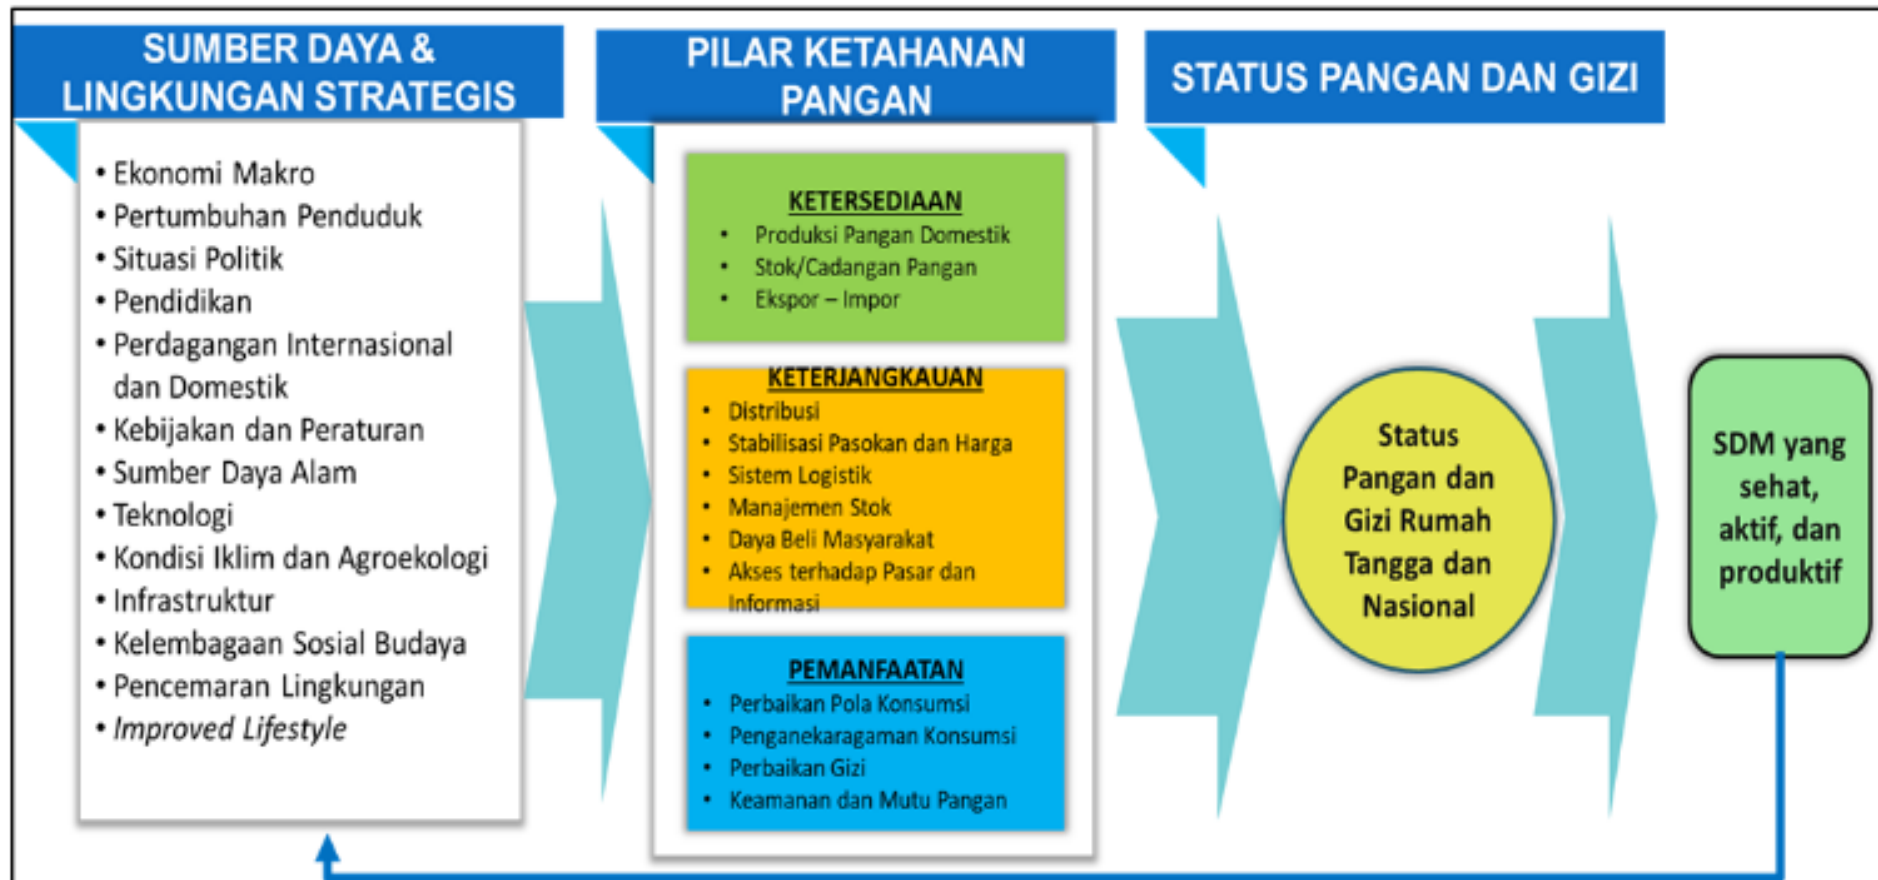 SUMBER DAYA &
LINGKUNGAN STRATEGIS
• Ekonomi Makro
• Pertumbuhan Penduduk
• Situasi Politik
• Pendidikan
• Perdagangan Internasional
dan Domestik
• Kebijakan dan Peraturan
• Sumber Daya Alam
• Teknologi
• Kondisi Iklim dan Agroekologi
• Infrastruktur
• Kelembagaan Sosial Budaya
• Pencemaran Lingkungan
• Improved Lifestyle
PILAR KETAHANAN
PANGAN
KETERSEDIAAN
• Produksi Pangan Domestik
• Stok/Cadangan Pangan
• Ekspor – Impor
KETERJANGKAUAN
• Distribusi
• Stabilisasi Pasokan dan Harga
• Sistem Logistik
• Manajemen Stok
• Daya Beli Masyarakat
• Akses terhadap Pasar dan
Informasi
PEMANFAATAN
• Perbaikan Pola Konsumsi
• Penganekaragaman Konsumsi
• Perbaikan Gizi
• Keamanan dan Mutu Pangan
STATUS PANGAN DAN GIZI
Status
Pangan dan
Gizi Rumah
Tangga dan
Nasional
SDM yang
sehat,
aktif, dan
produktif